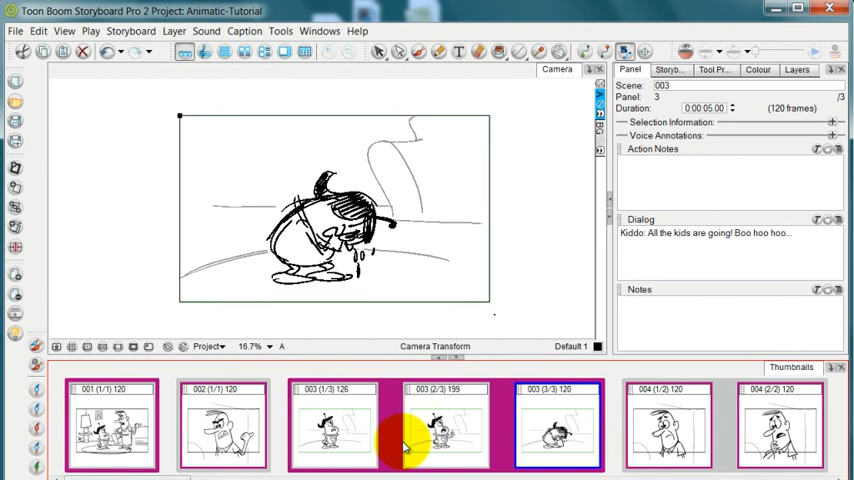 Toon Boom Storyboard Pro 2 Project: Animatic-Tutorial
File Edit View Play Storyboard Layer Sound Caption Tools Windows Help
Camera
Panel Storyb... Tool Pr... Colour Layers
Scene: 003
Panel: 3 /3
Duration: 0:00:05.00 (120 frames)
Selection Information:
Voice Annotations:
Action Notes
Dialog
Kiddo: All the kids are going! Boo hoo hoo...
Notes
A
BG
Project 16.7% A Camera Transform Default 1
Thumbnails
001 (1/1) 120 002 (1/1) 120 003 (1/3) 126 003 (2/3) 199 003 (3/3) 120 004 (1/2) 120 004 (2/2) 120